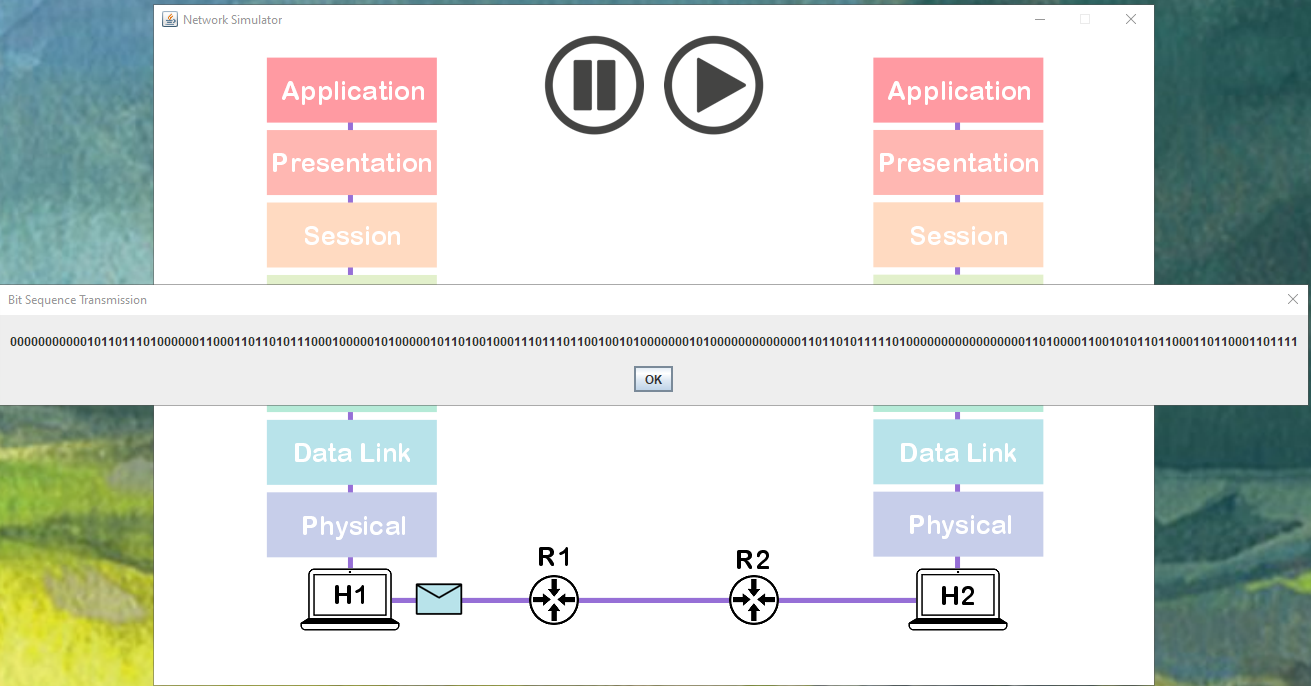 Network Simulator
Application
Application
Presentation
Presentation
Session
Session
Bit Sequence Transmission
000000000001011011101000000110001101101011100010000010100000101101001000111011101100100101000000010100000000000001101101011111010000000000000000110100001100101011011000110110001101111
OK
Data Link
Data Link
Physical
Physical
R1
R2
H1
H2